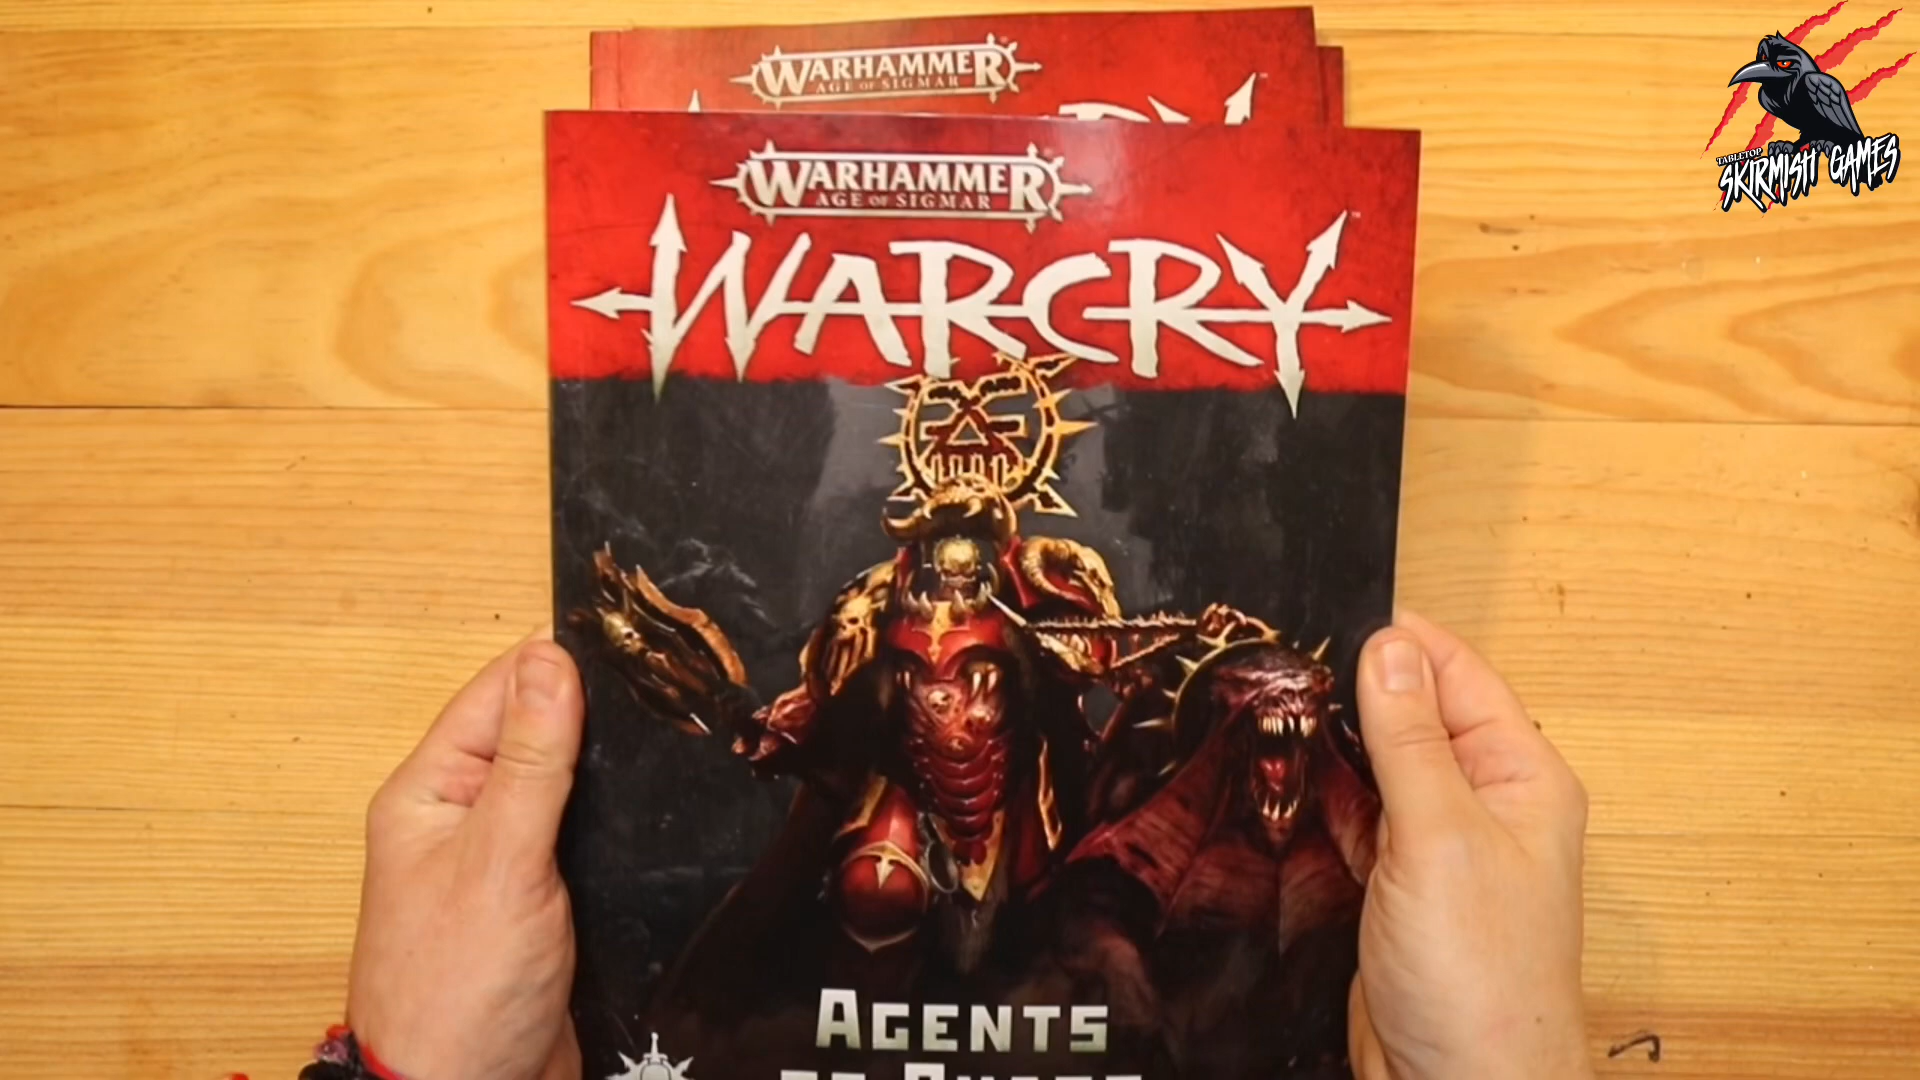 WARHAMMER
AGE OF SIGMAR
WARHAMMER
AGE OF SIGMAR
WARCRY
AGENTS
TABLETOP
SKIRMISH GAMES